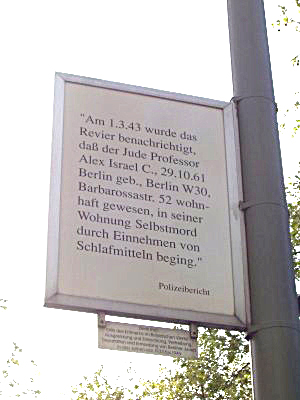 "Am 1.3.43 wurde das
Revier benachrichtigt,
daß der Jude Professor
Alex Israel C., 29.10.61
Berlin geb., Berlin W30,
Barbarossastr. 52 wohn-
haft gewesen, in seiner
Wohnung Selbstmord
durch Einnehmen von
Schlafmitteln beging."
Polizeibericht